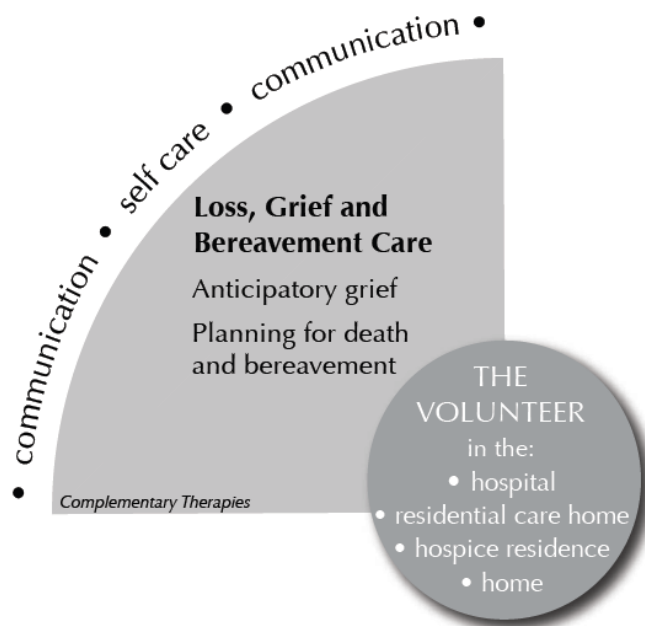 • communication • self care • communication •
Loss, Grief and
Bereavement Care
Anticipatory grief
Planning for death
and bereavement
Complementary Therapies
THE
VOLUNTEER
in the:
• hospital
• residential care home
• hospice residence
• home